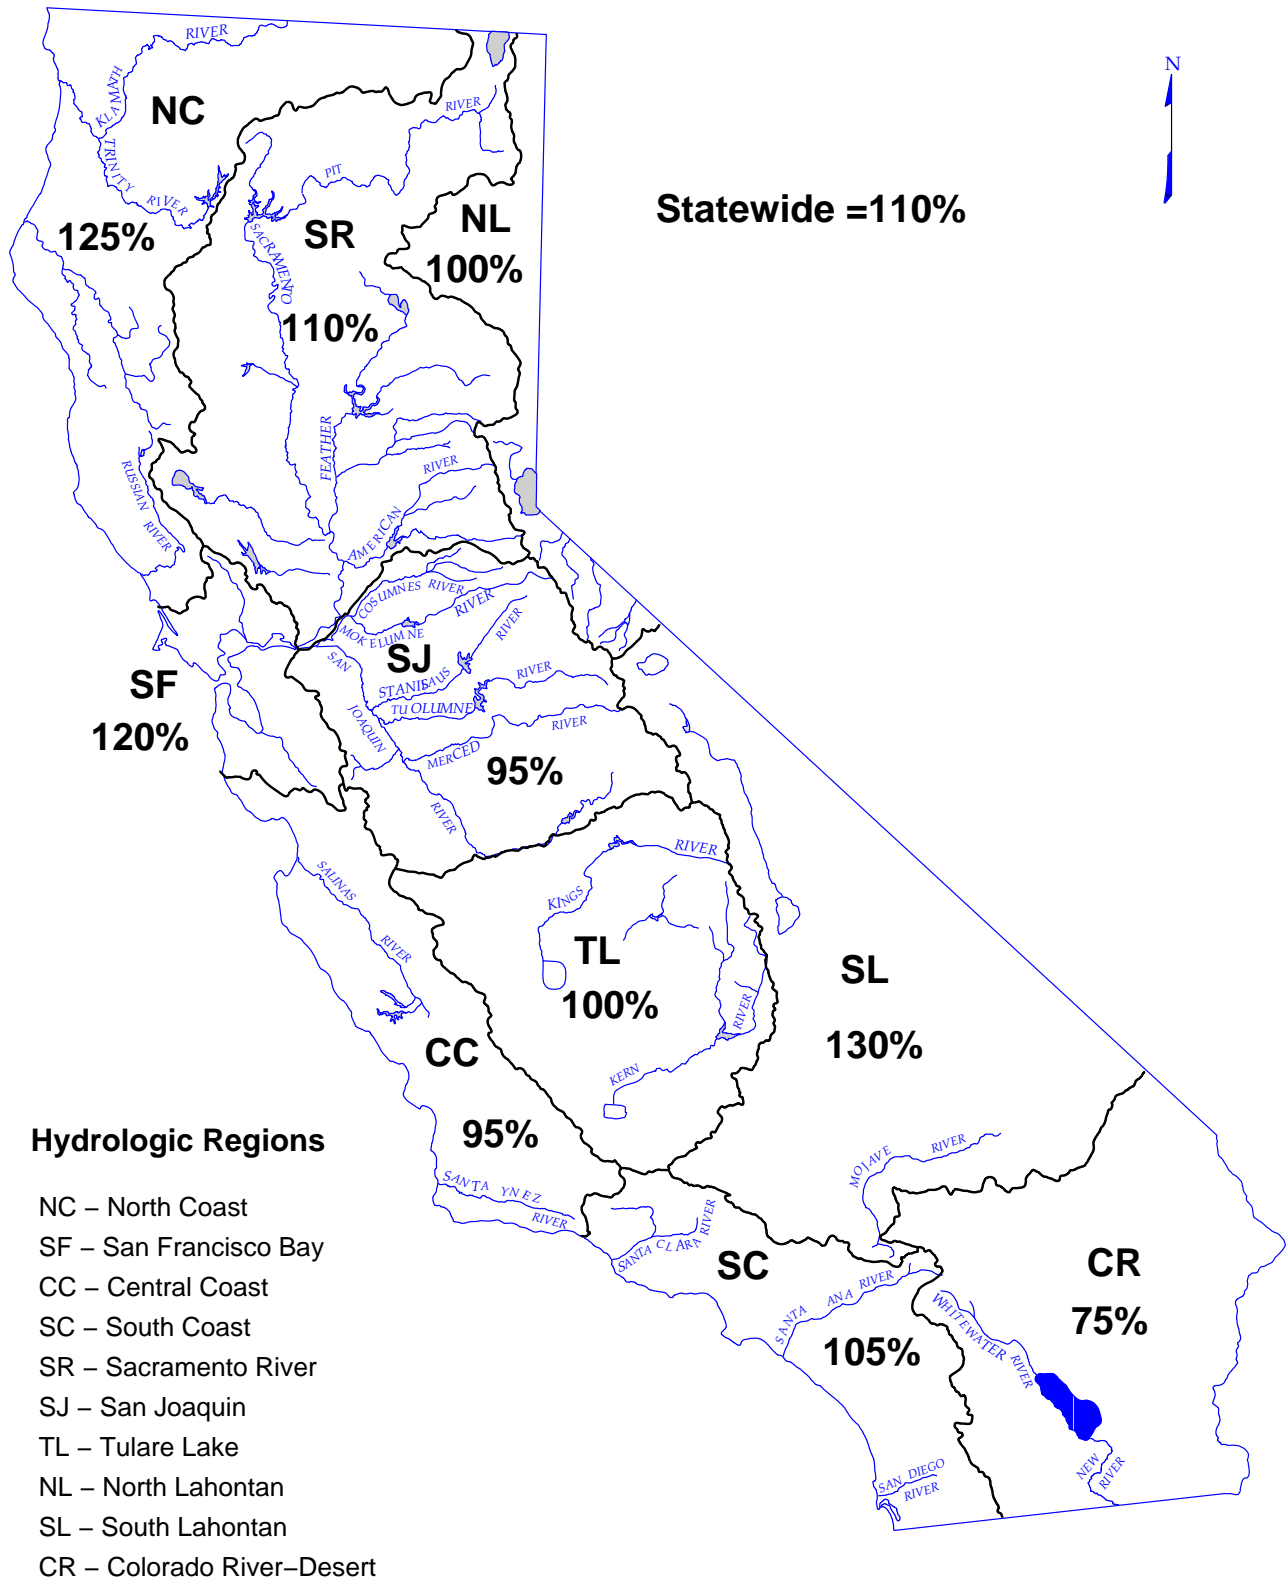 RIVER
KLAMATH
NC
N
RIVER
TRINITY RIVER
PIT
NL
Statewide =110%
125%
SR
SACRAMENTO
100%
110%
FEATHER
RIVER
RUSSIAN RIVER
AMERICAN
COSUMNES RIVER
RIVER
MOKELUMNE
RIVER
SAN
SJ
SF
STANISLAUS
RIVER
TUOLUMNE
JOAQUIN
RIVER
120%
MERCED
95%
RIVER
RIVER
SALINAS
KINGS
RIVER
TL
SL
100%
RIVER
130%
CC
KERN
95%
Hydrologic Regions
MOJAVE RIVER
SANTA YNEZ
RIVER
SANTA CLARA RIVER
SC
CR
SANTA ANA RIVER
WHITEWATER RIVER
75%
105%
NEW
RIVER
SAN DIEGO
RIVER
NC – North Coast
SF – San Francisco Bay
CC – Central Coast
SC – South Coast
SR – Sacramento River
SJ – San Joaquin
TL – Tulare Lake
NL – North Lahontan
SL – South Lahontan
CR – Colorado River–Desert